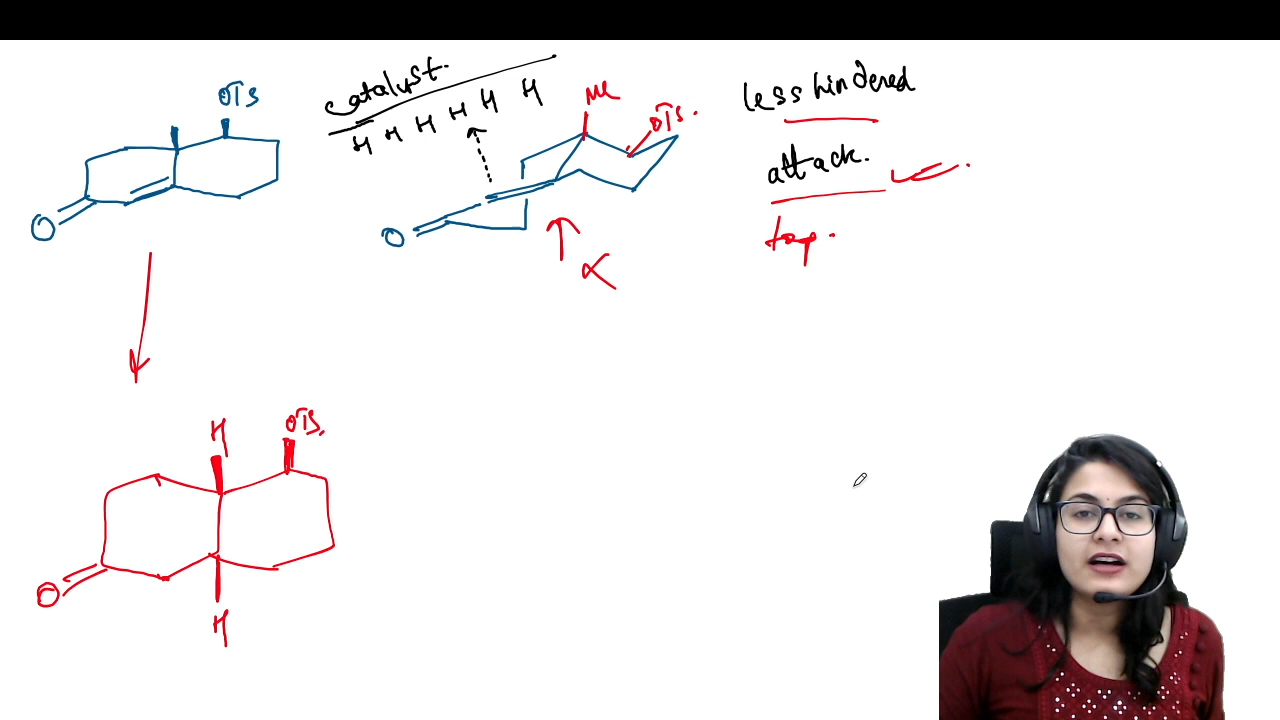 OTS
O
catalyst.
H H H H H H
Me
OTS.
O
α
less hindered
attack.
top.
H
OTS.
O
H